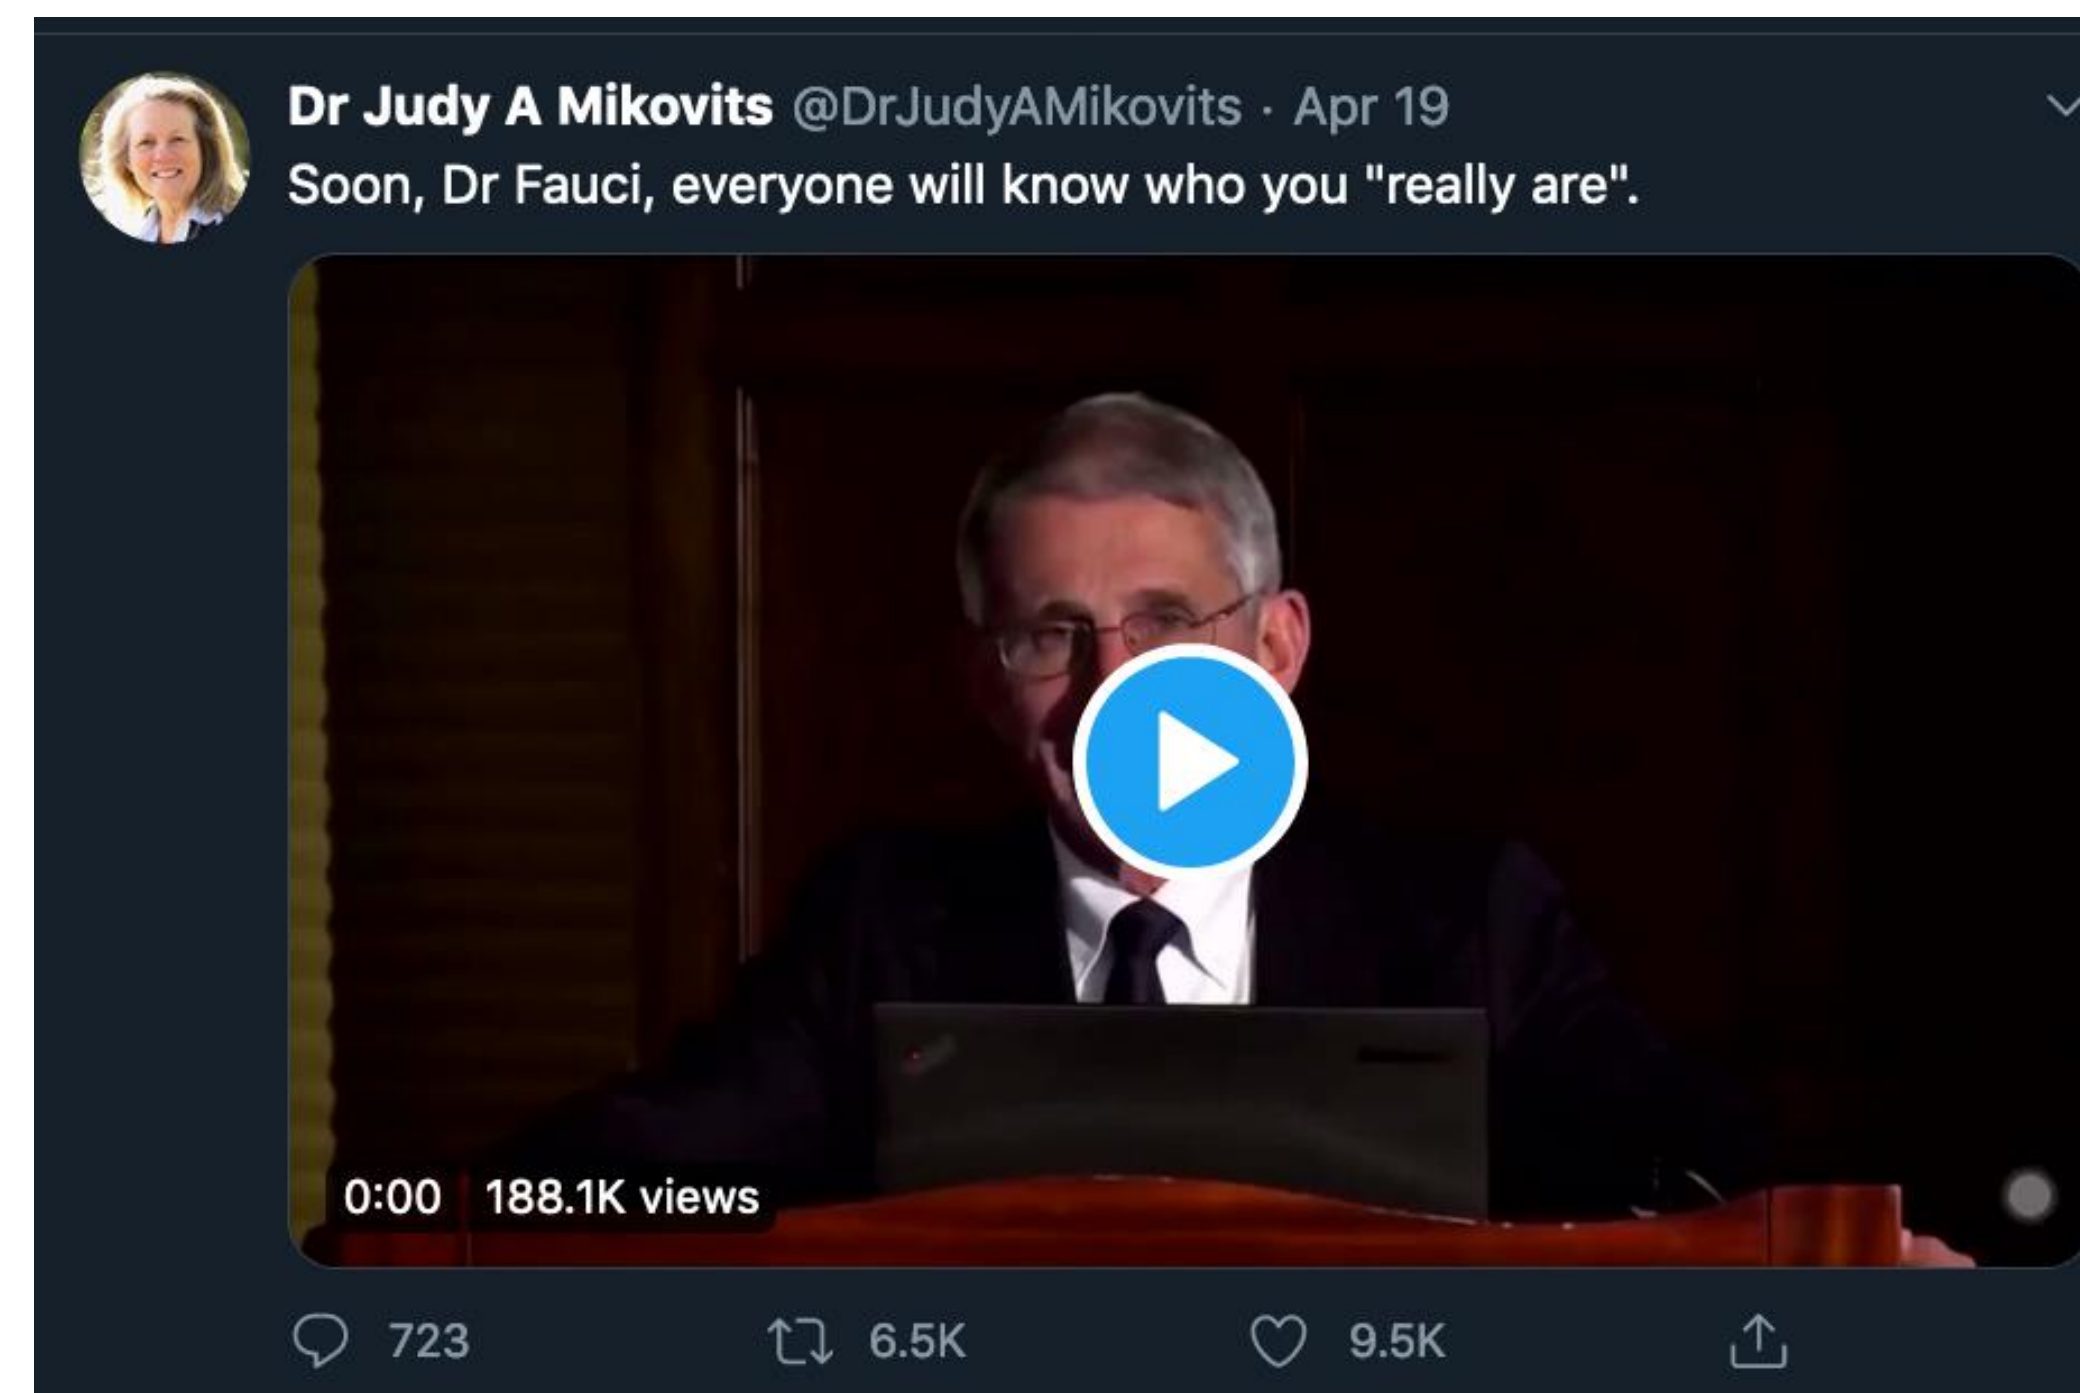 Dr Judy A Mikovits @DrJudyAMikovits · Apr 19
Soon, Dr Fauci, everyone will know who you "really are".
0:00 188.1K views
723 6.5K 9.5K